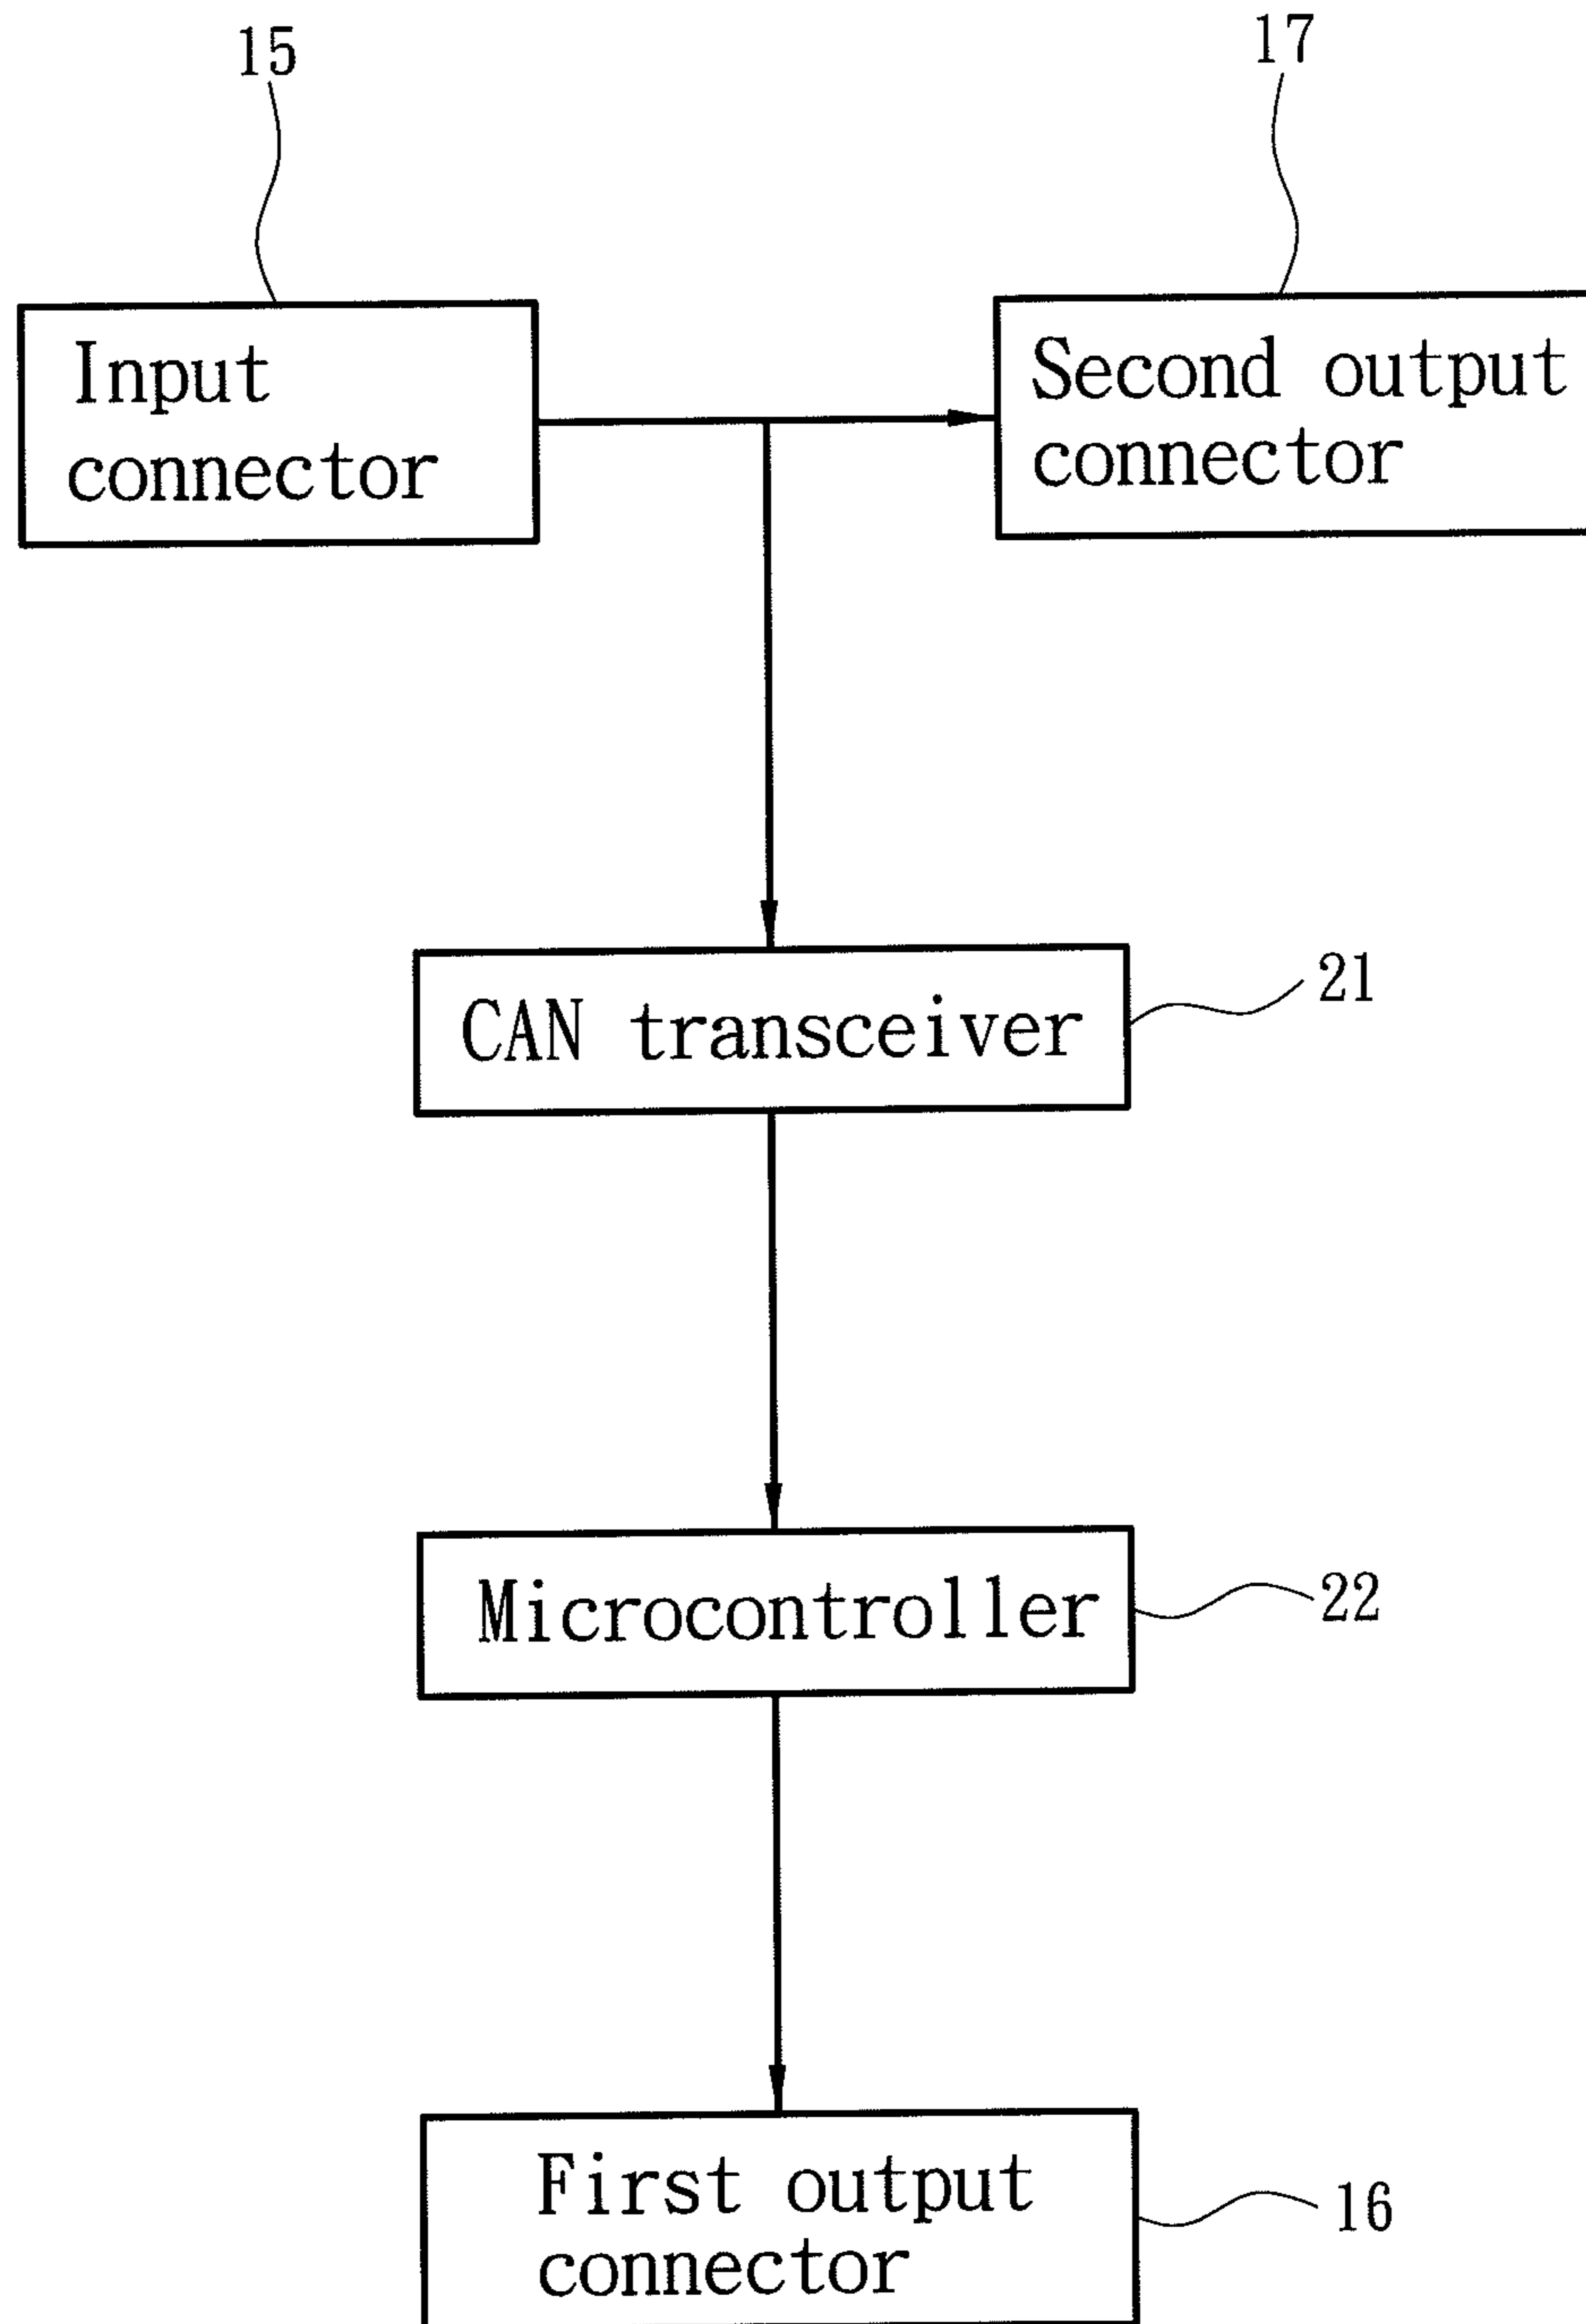 15
17
Input
connector
Second output
connector
CAN transceiver
21
Microcontroller
22
First output
connector
16